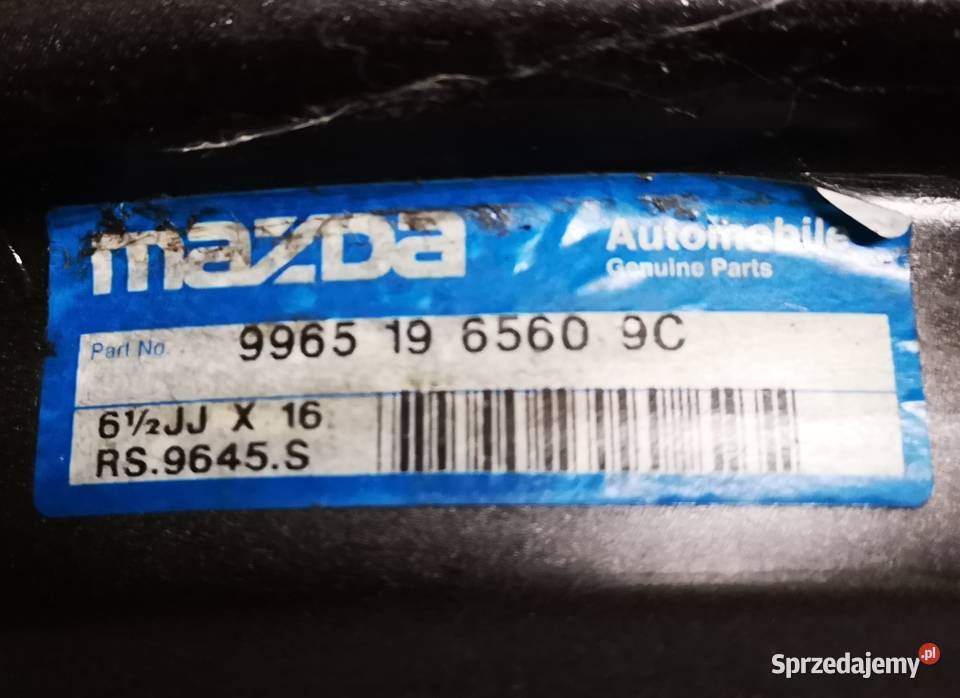 mazda
Automobile
Genuine Parts
Part No. 9965 19 6560 9C
6½JJ X 16
RS.9645.S
Sprzedajemy.pl